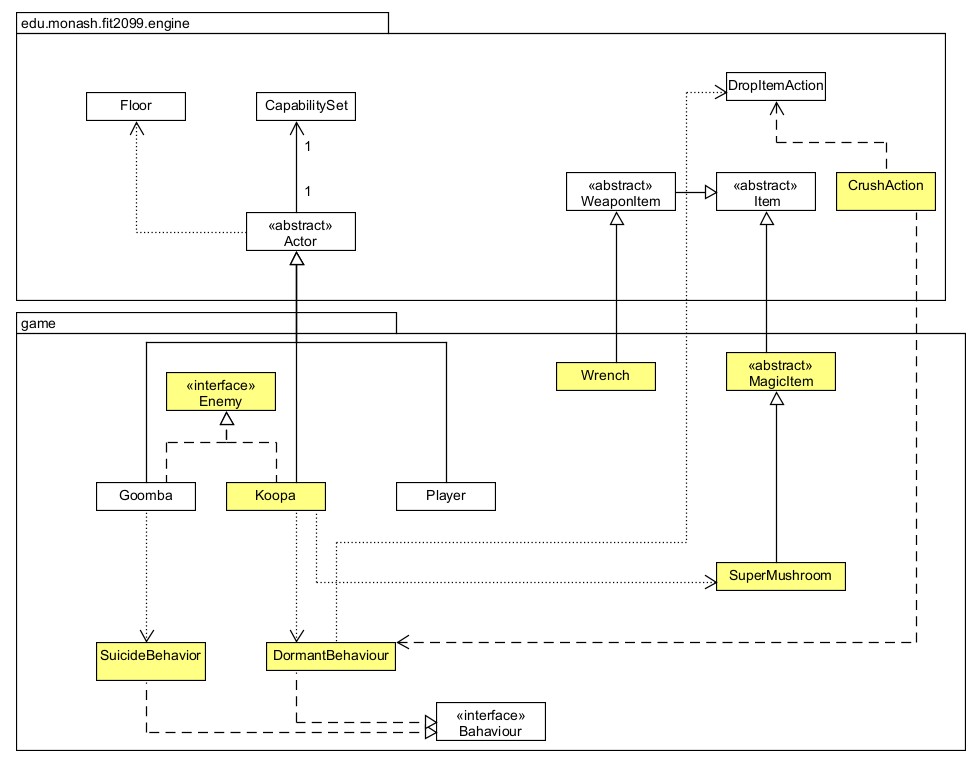 edu.monash.fit2099.engine
DropItemAction
Floor
CapabilitySet
1
1
«abstract»
WeaponItem
«abstract»
Item
CrushAction
«abstract»
Actor
game
«abstract»
MagicItem
Wrench
«interface»
Enemy
Goomba
Koopa
Player
SuperMushroom
SuicideBehavior
DormantBehaviour
«interface»
Bahaviour